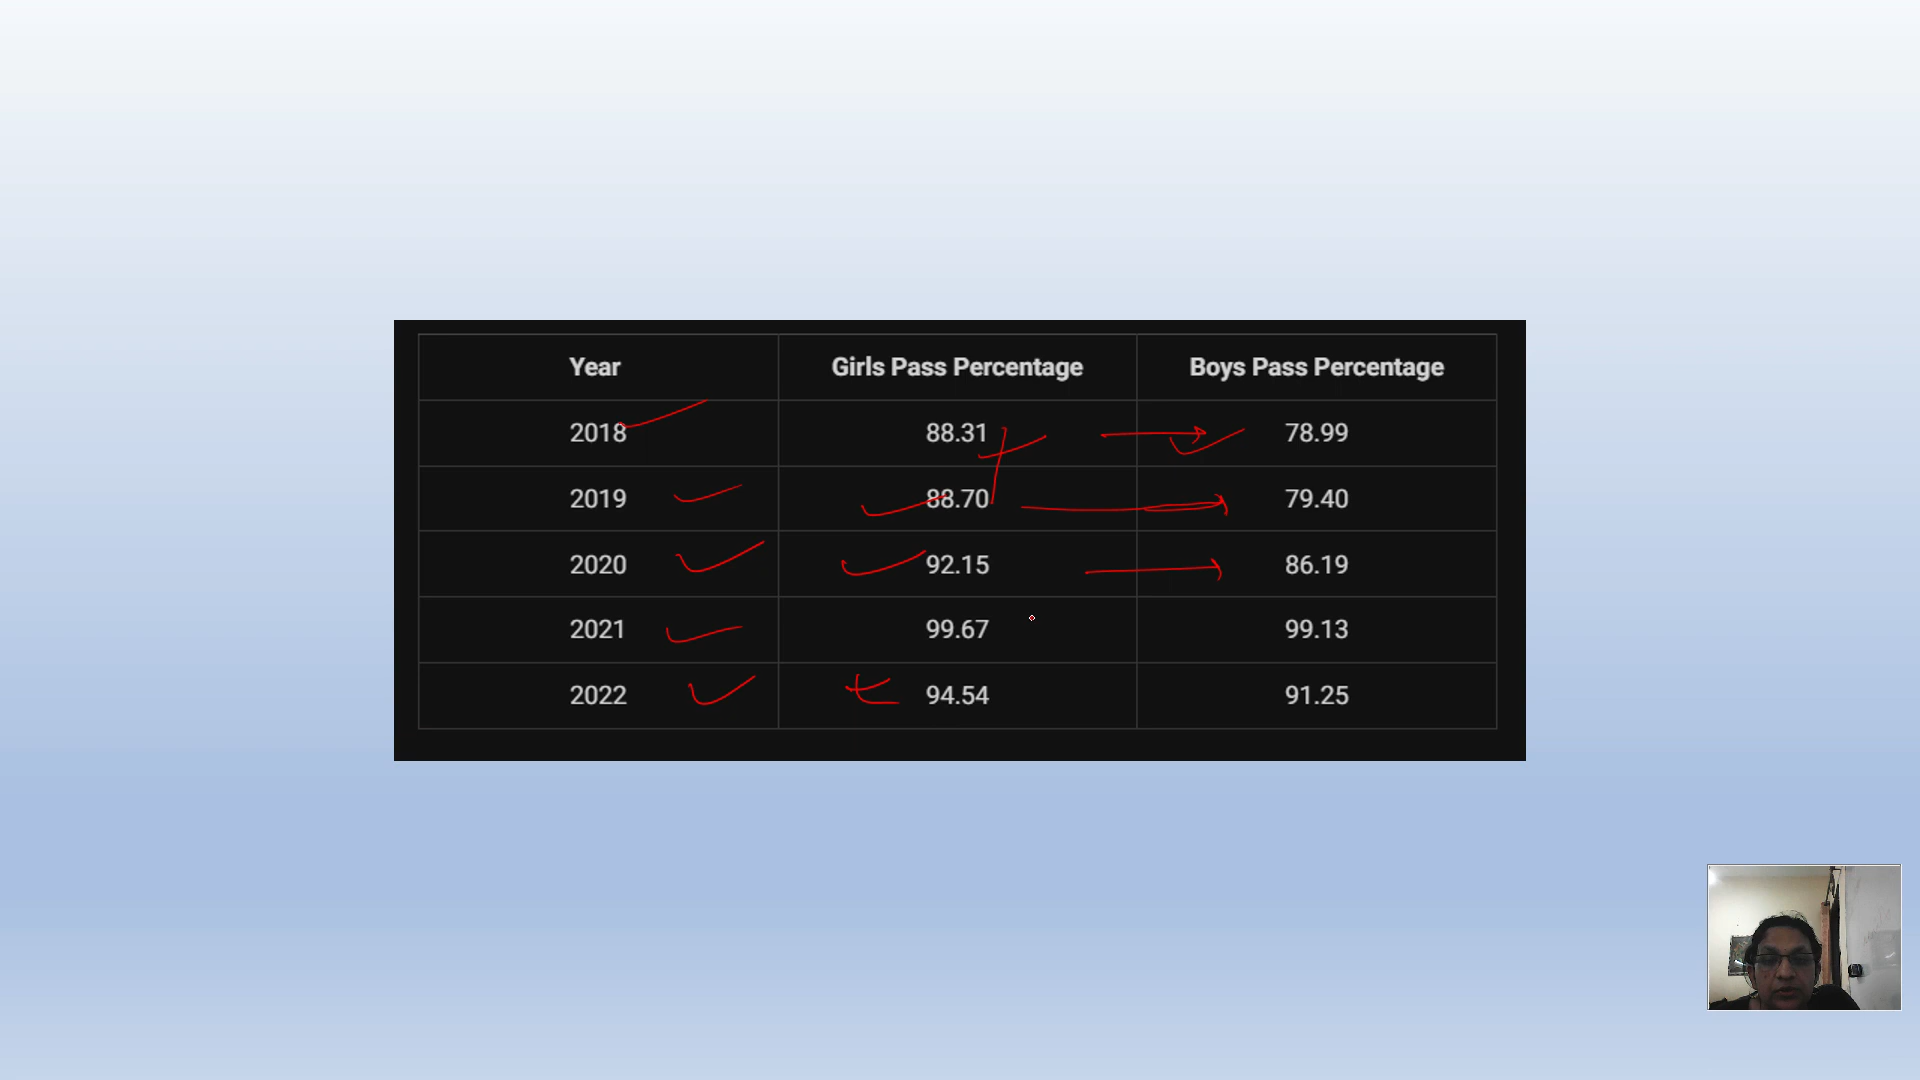 Year Girls Pass Percentage Boys Pass Percentage
2018 88.31 78.99
2019 88.70 79.40
2020 92.15 86.19
2021 99.67 99.13
2022 94.54 91.25